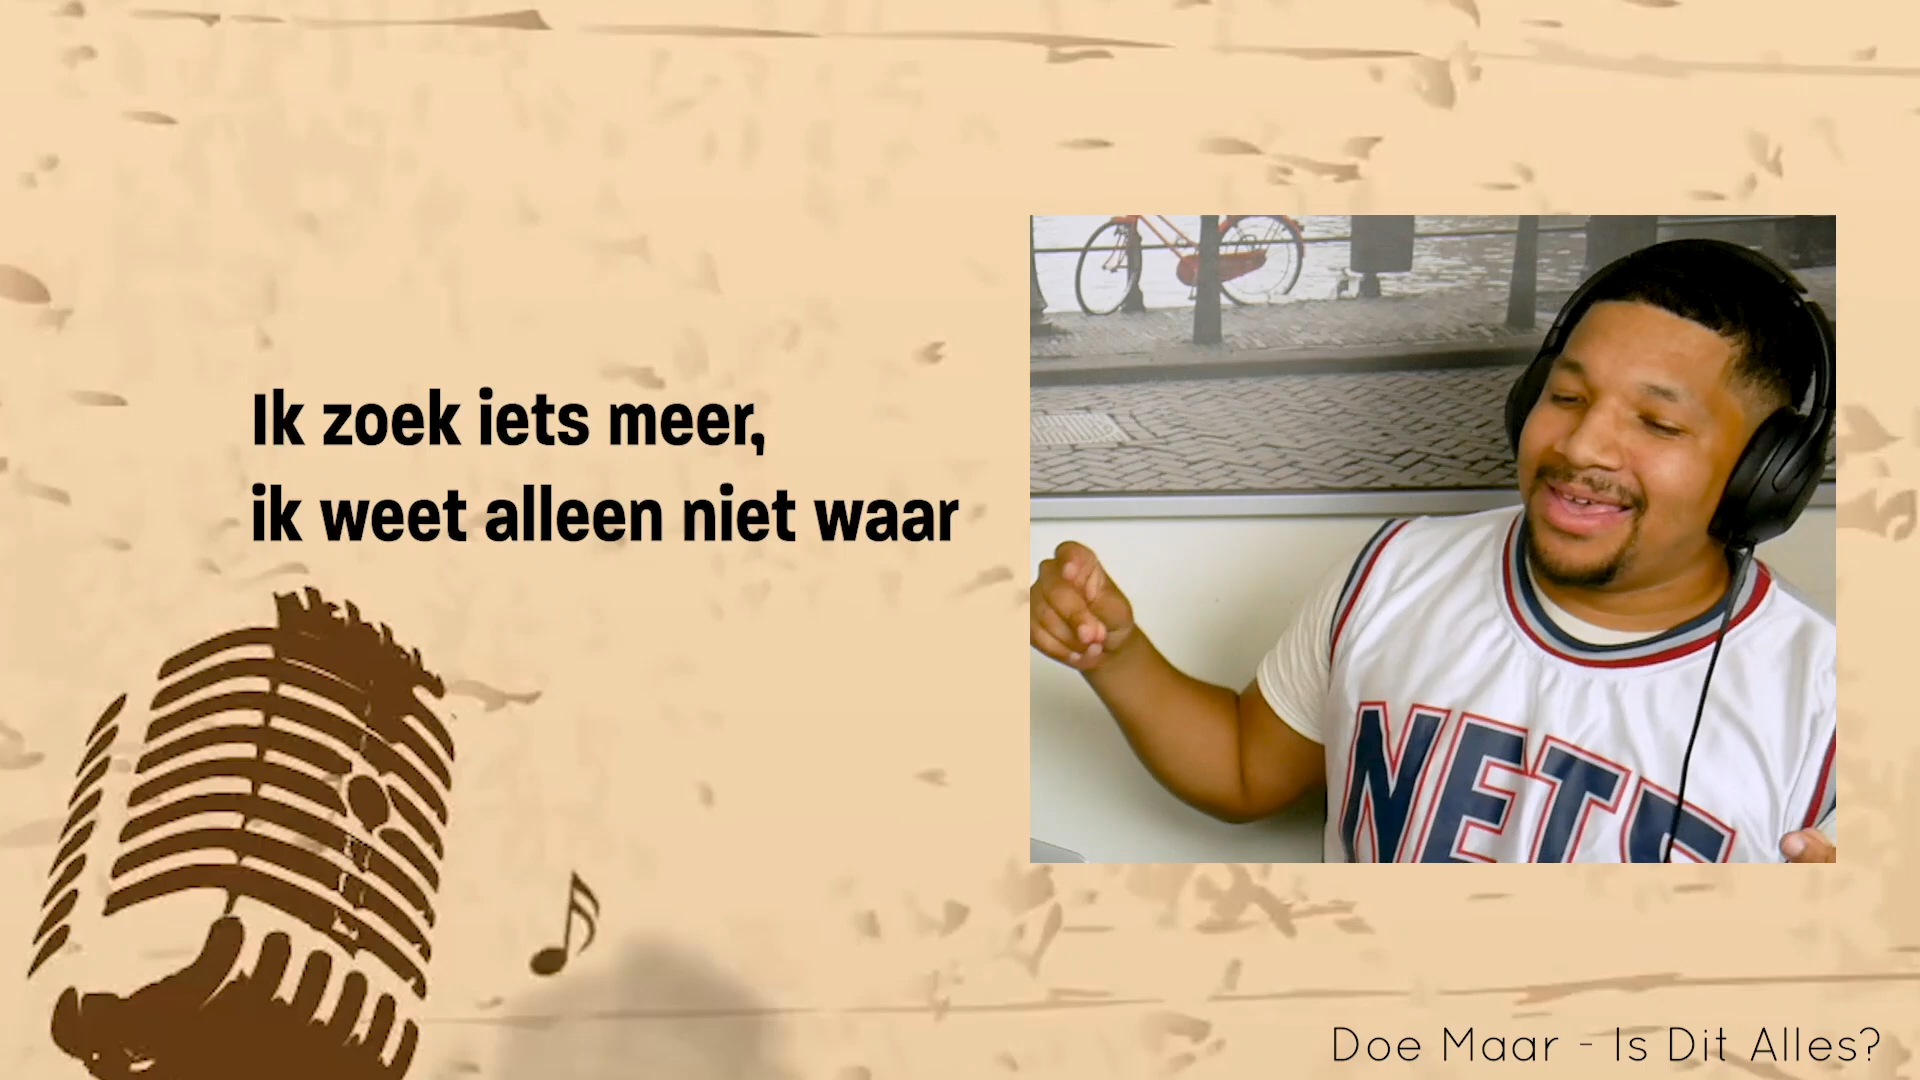 Ik zoek iets meer,
ik weet alleen niet waar
NETS
Doe Maar - Is Dit Alles?